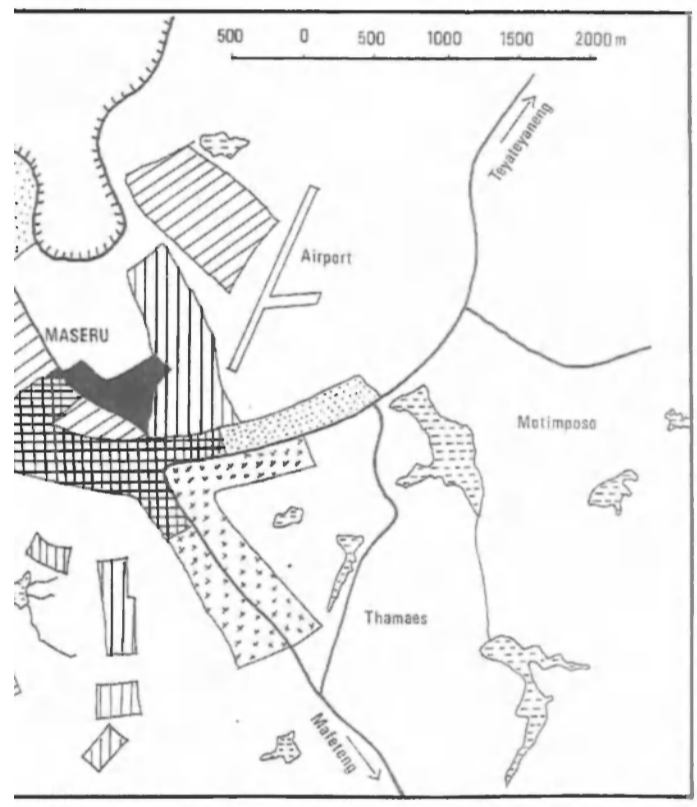 500 0 500 1000 1500 2000 m
Teyateyaneng
Airport
MASERU
Motimposo
Thamaes
Mafeteng